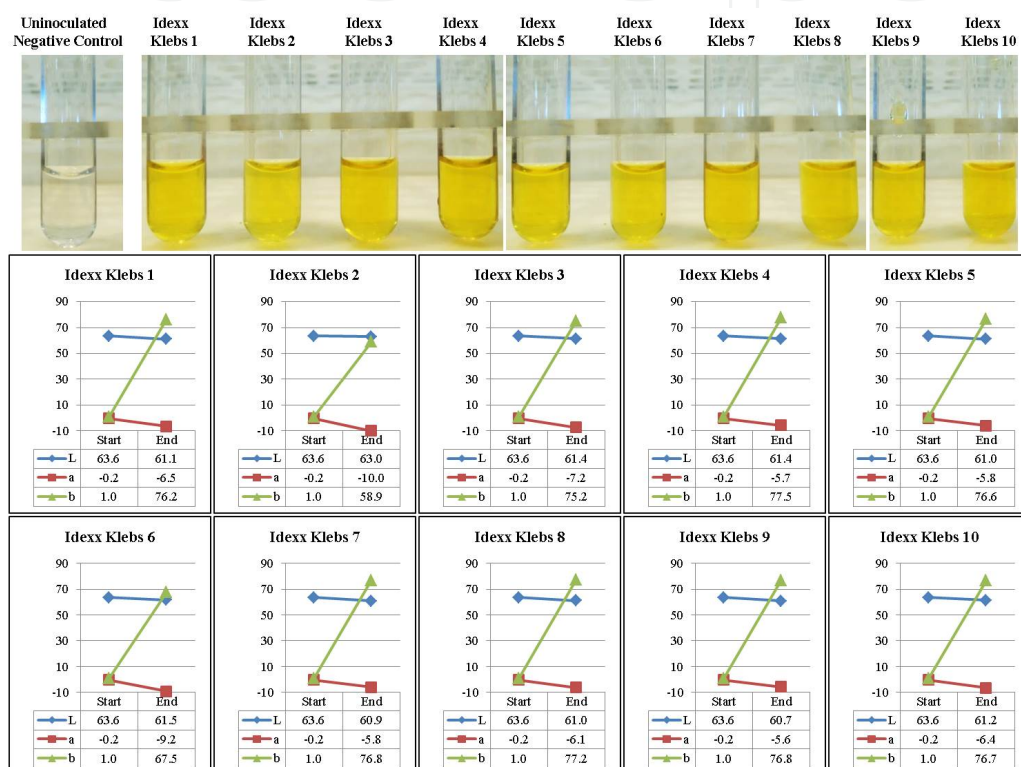 Uninoculated
Negative Control
Idexx
Klebs 1
Idexx
Klebs 2
Idexx
Klebs 3
Idexx
Klebs 4
Idexx
Klebs 5
Idexx
Klebs 6
Idexx
Klebs 7
Idexx
Klebs 8
Idexx
Klebs 9
Idexx
Klebs 10
Idexx Klebs 1
90
70
50
30
10
-10
Start End
L 63.6 61.1
a -0.2 -6.5
b 1.0 76.2
Idexx Klebs 2
90
70
50
30
10
-10
Start End
L 63.6 63.0
a -0.2 -10.0
b 1.0 58.9
Idexx Klebs 3
90
70
50
30
10
-10
Start End
L 63.6 61.4
a -0.2 -7.2
b 1.0 75.2
Idexx Klebs 4
90
70
50
30
10
-10
Start End
L 63.6 61.4
a -0.2 -5.7
b 1.0 77.5
Idexx Klebs 5
90
70
50
30
10
-10
Start End
L 63.6 61.0
a -0.2 -5.8
b 1.0 76.6
Idexx Klebs 6
90
70
50
30
10
-10
Start End
L 63.6 61.5
a -0.2 -9.2
b 1.0 67.5
Idexx Klebs 7
90
70
50
30
10
-10
Start End
L 63.6 60.9
a -0.2 -5.8
b 1.0 76.8
Idexx Klebs 8
90
70
50
30
10
-10
Start End
L 63.6 61.0
a -0.2 -6.1
b 1.0 77.2
Idexx Klebs 9
90
70
50
30
10
-10
Start End
L 63.6 60.7
a -0.2 -5.6
b 1.0 76.8
Idexx Klebs 10
90
70
50
30
10
-10
Start End
L 63.6 61.2
a -0.2 -6.4
b 1.0 76.7